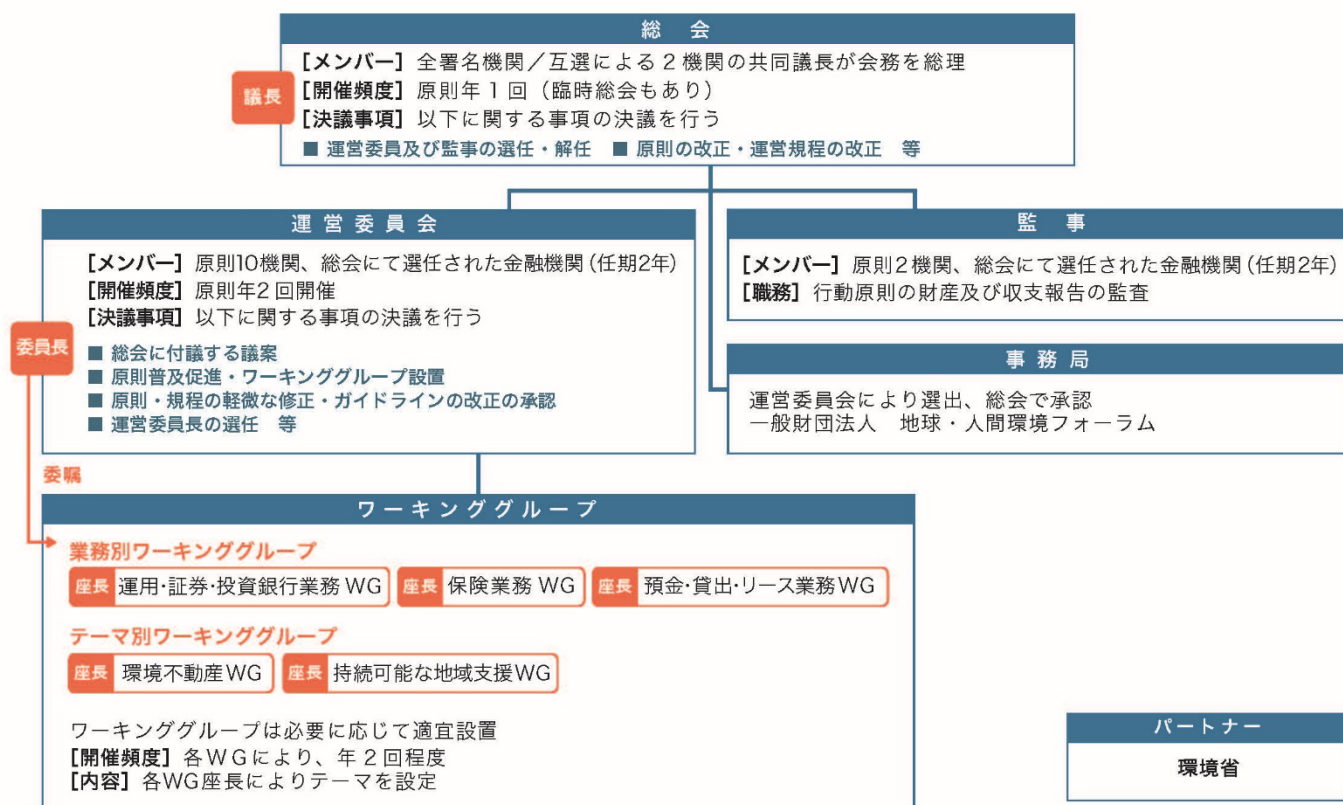 総会
議長
[メンバー] 全署名機関／互選による2機関の共同議長が会務を総理
[開催頻度] 原則年1回（臨時総会もあり）
[決議事項] 以下に関する事項の決議を行う
■ 運営委員及び監事の選任・解任 ■ 原則の改正・運営規程の改正 等
運営委員会
委員長
[メンバー] 原則10機関、総会にて選任された金融機関(任期2年)
[開催頻度] 原則年2回開催
[決議事項] 以下に関する事項の決議を行う
■ 総会に付議する議案
■ 原則普及促進・ワーキンググループ設置
■ 原則・規程の軽微な修正・ガイドラインの改正の承認
■ 運営委員長の選任 等
監事
[メンバー] 原則2機関、総会にて選任された金融機関(任期2年)
[職務] 行動原則の財産及び収支報告の監査
事務局
運営委員会により選出、総会で承認
一般財団法人 地球・人間環境フォーラム
委嘱
ワーキンググループ
業務別ワーキンググループ
座長 運用・証券・投資銀行業務 WG 座長 保険業務 WG 座長 預金・貸出・リース業務WG
テーマ別ワーキンググループ
座長 環境不動産WG 座長 持続可能な地域支援WG
ワーキンググループは必要に応じて適宜設置
[開催頻度] 各WGにより、年2回程度
[内容] 各WG座長によりテーマを設定
パートナー
環境省